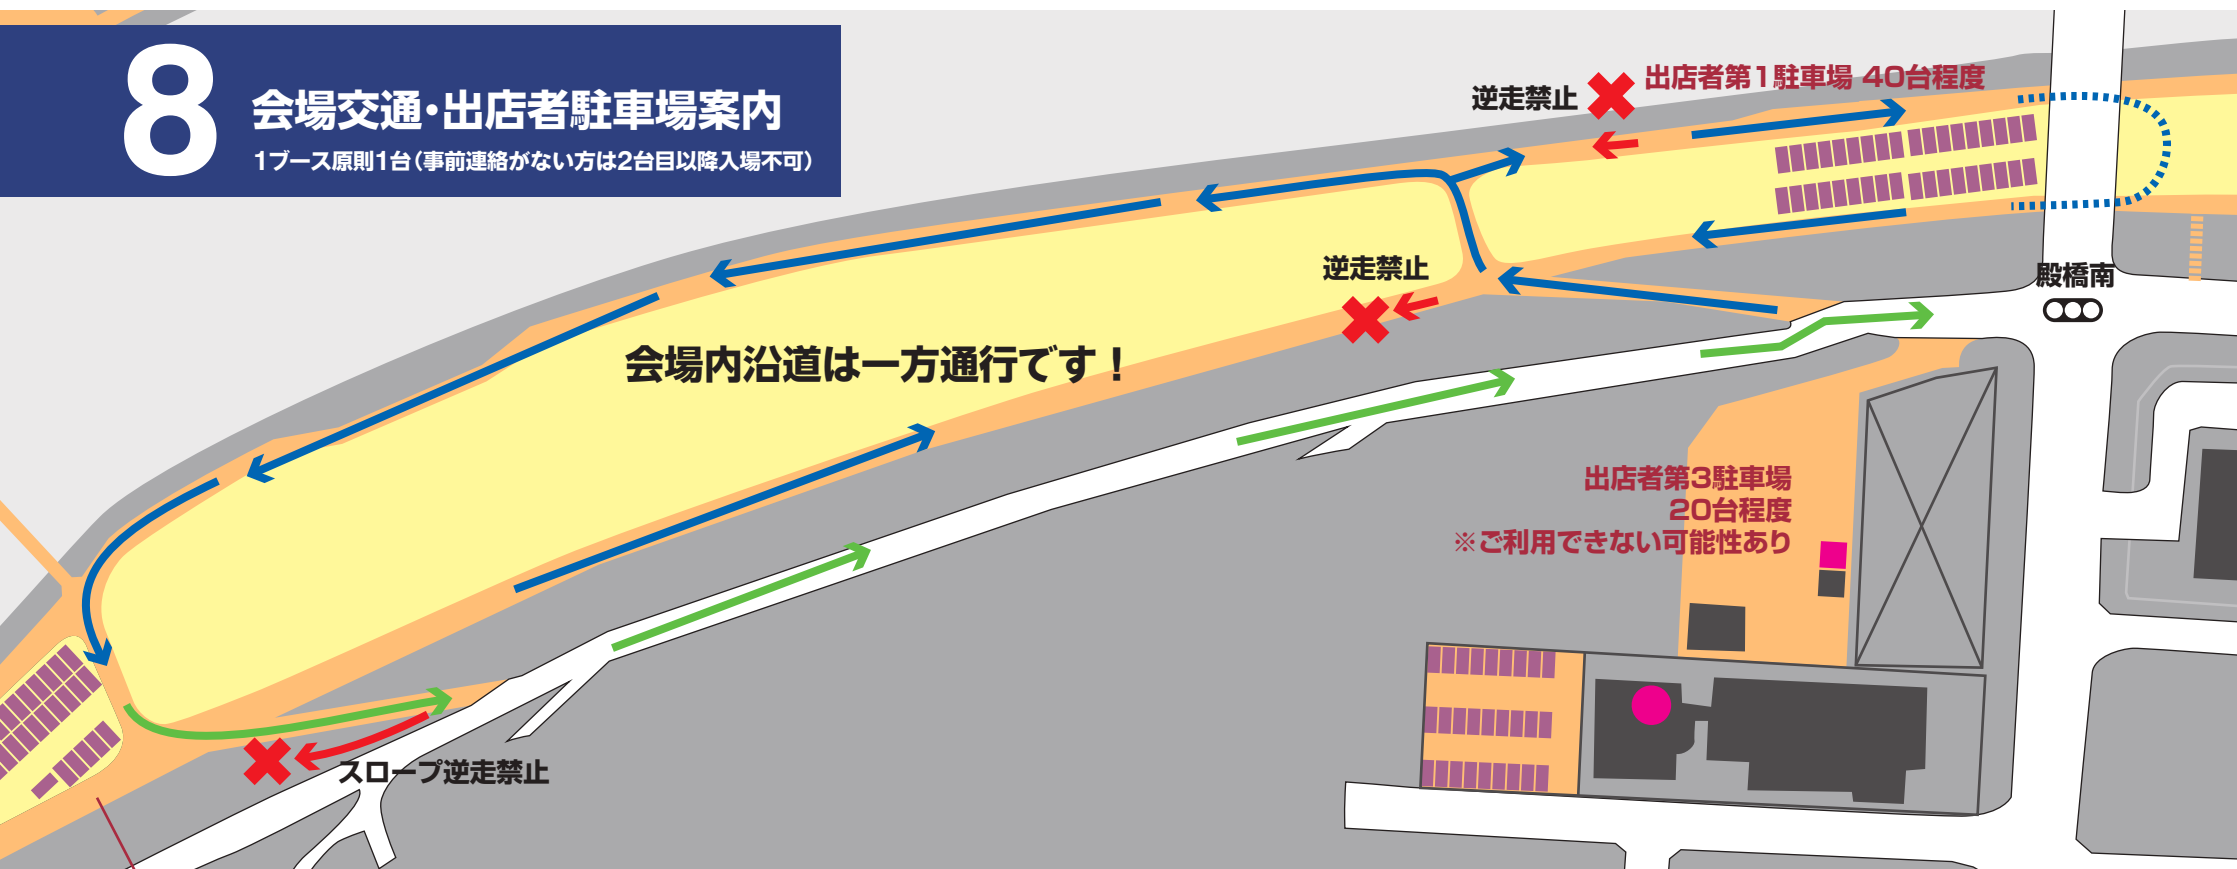 8
会場交通・出店者駐車場案内
1ブース原則1台(事前連絡がない方は2台目以降入場不可)
逆走禁止
出店者第1駐車場 40台程度
逆走禁止
殿橋南
会場内沿道は一方通行です！
出店者第3駐車場
20台程度
※ご利用できない可能性あり
スロープ逆走禁止